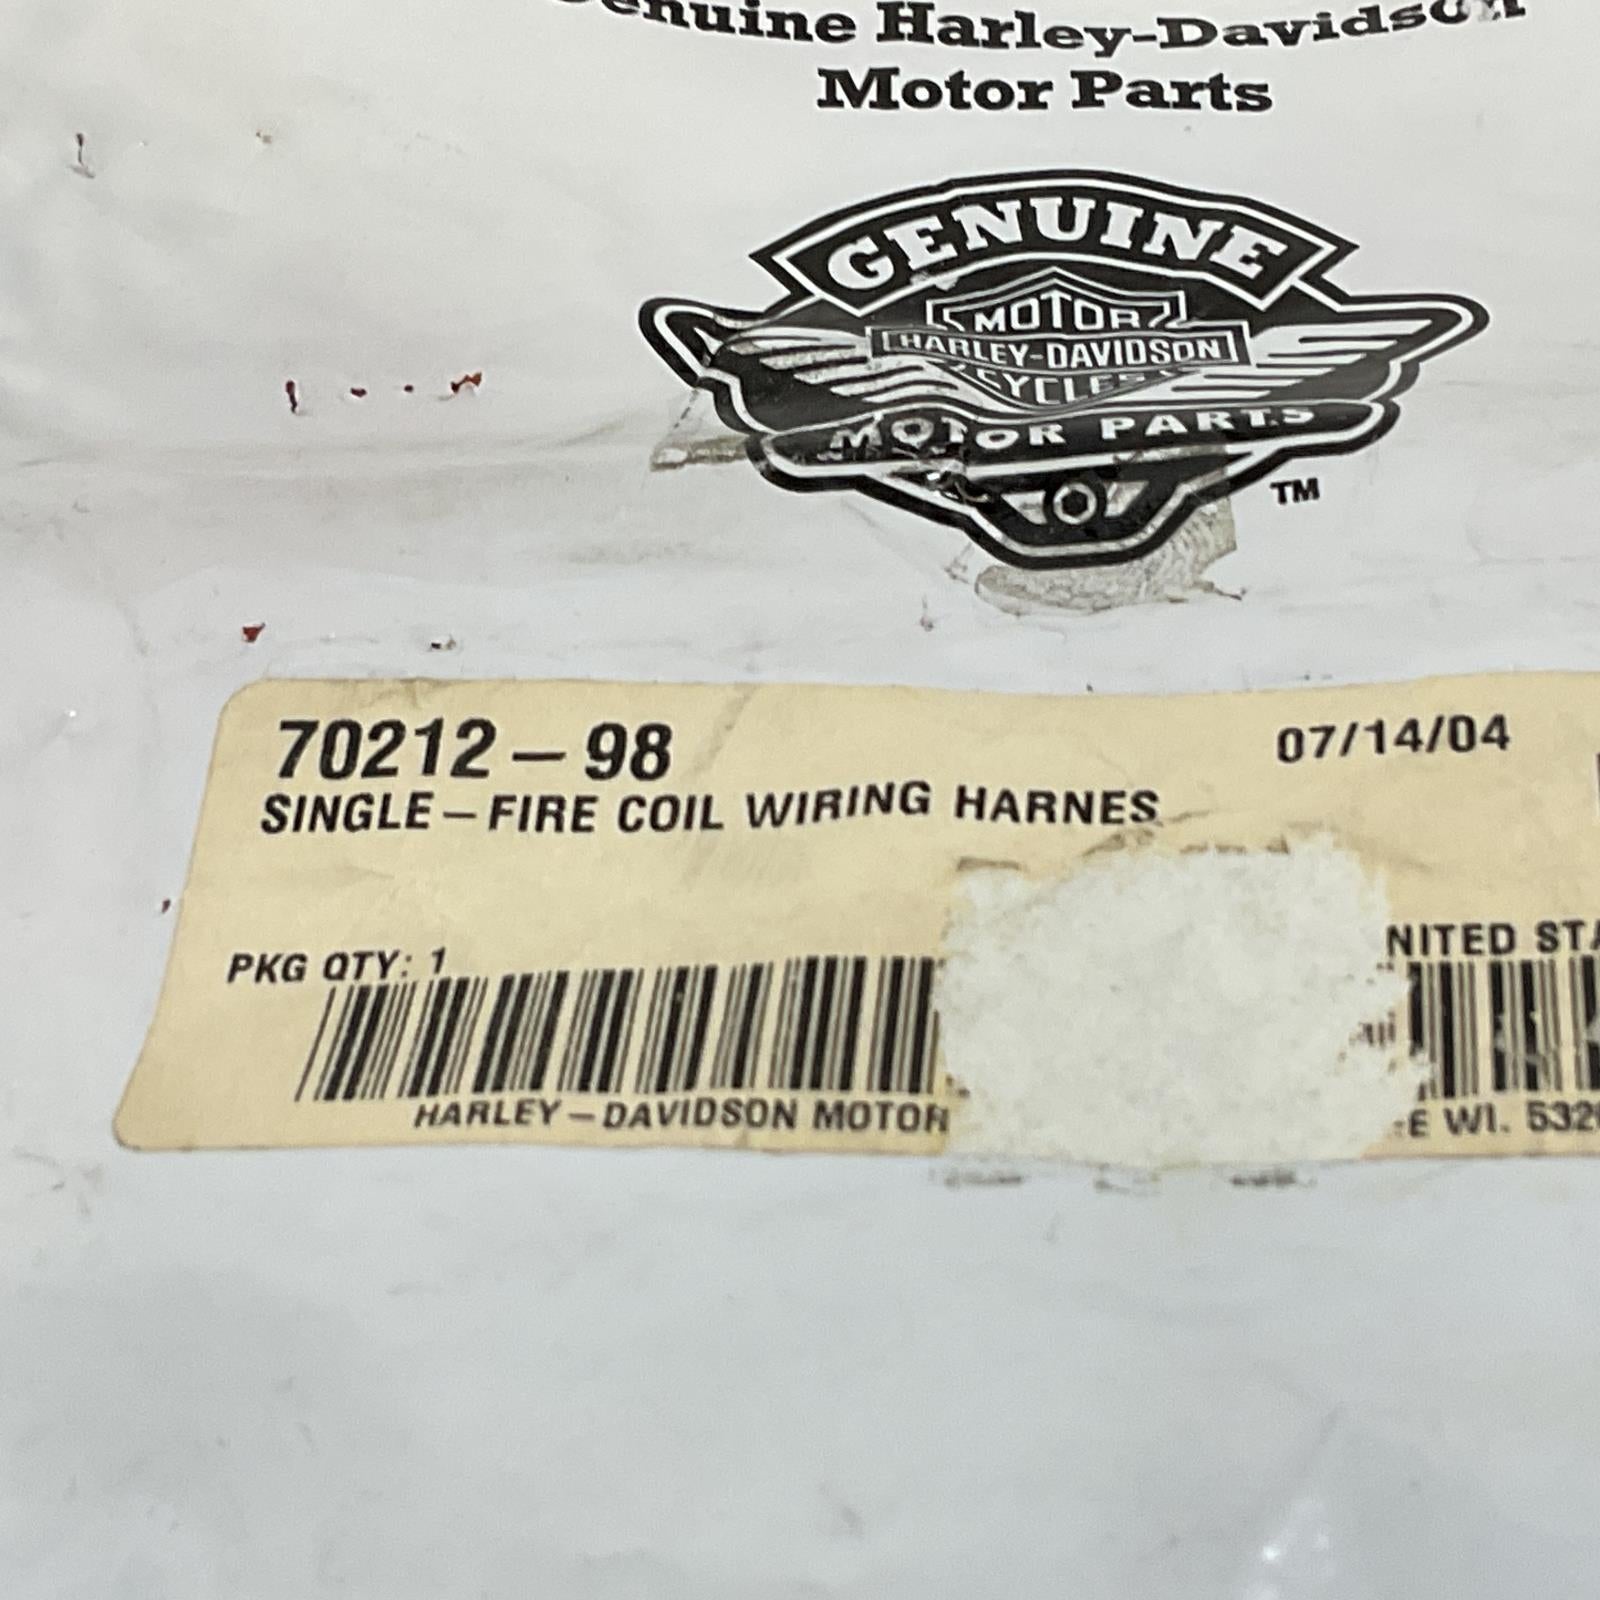 Genuine Harley-Davidson
Motor Parts
GENUINE
MOTOR
HARLEY-DAVIDSON
CYCLES
MOTOR PARTS
TM
70212-98
07/14/04
SINGLE-FIRE COIL WIRING HARNES
PKG QTY: 1
NITED STA
HARLEY-DAVIDSON MOTOR
E WI. 532